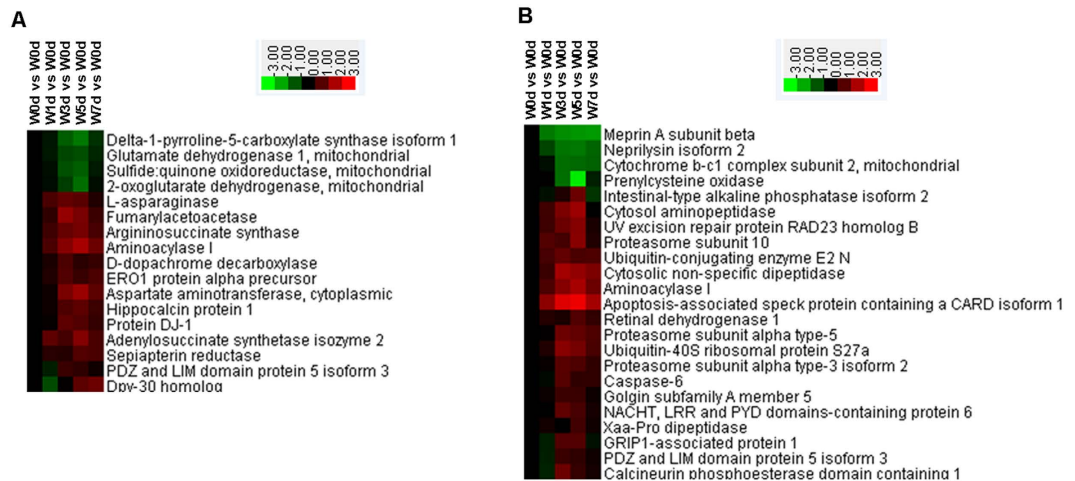 A
W0d vs W0d
W1d vs W0d
W3d vs W0d
W5d vs W0d
W7d vs W0d
-3.00
-2.00
-1.00
0.00
1.00
2.00
3.00
Delta-1-pyrroline-5-carboxylate synthase isoform 1
Glutamate dehydrogenase 1, mitochondrial
Sulfide:quinone oxidoreductase, mitochondrial
2-oxoglutarate dehydrogenase, mitochondrial
L-asparaginase
Fumarylacetoacetase
Argininosuccinate synthase
Aminoacylase I
D-dopachrome decarboxylase
ERO1 protein alpha precursor
Aspartate aminotransferase, cytoplasmic
Hippocalcin protein 1
Protein DJ-1
Adenylosuccinate synthetase isozyme 2
Sepiapterin reductase
PDZ and LIM domain protein 5 isoform 3
Dpy-30 homolog
B
W0d vs W0d
W1d vs W0d
W3d vs W0d
W5d vs W0d
W7d vs W0d
-3.00
-2.00
-1.00
0.00
1.00
2.00
3.00
Meprin A subunit beta
Neprilysin isoform 2
Cytochrome b-c1 complex subunit 2, mitochondrial
Prenylcysteine oxidase
Intestinal-type alkaline phosphatase isoform 2
Cytosol aminopeptidase
UV excision repair protein RAD23 homolog B
Proteasome subunit 10
Ubiquitin-conjugating enzyme E2 N
Cytosolic non-specific dipeptidase
Aminoacylase I
Apoptosis-associated speck protein containing a CARD isoform 1
Retinal dehydrogenase 1
Proteasome subunit alpha type-5
Ubiquitin-40S ribosomal protein S27a
Proteasome subunit alpha type-3 isoform 2
Caspase-6
Golgin subfamily A member 5
NACHT, LRR and PYD domains-containing protein 6
Xaa-Pro dipeptidase
GRIP1-associated protein 1
PDZ and LIM domain protein 5 isoform 3
Calcineurin phosphoesterase domain containing 1